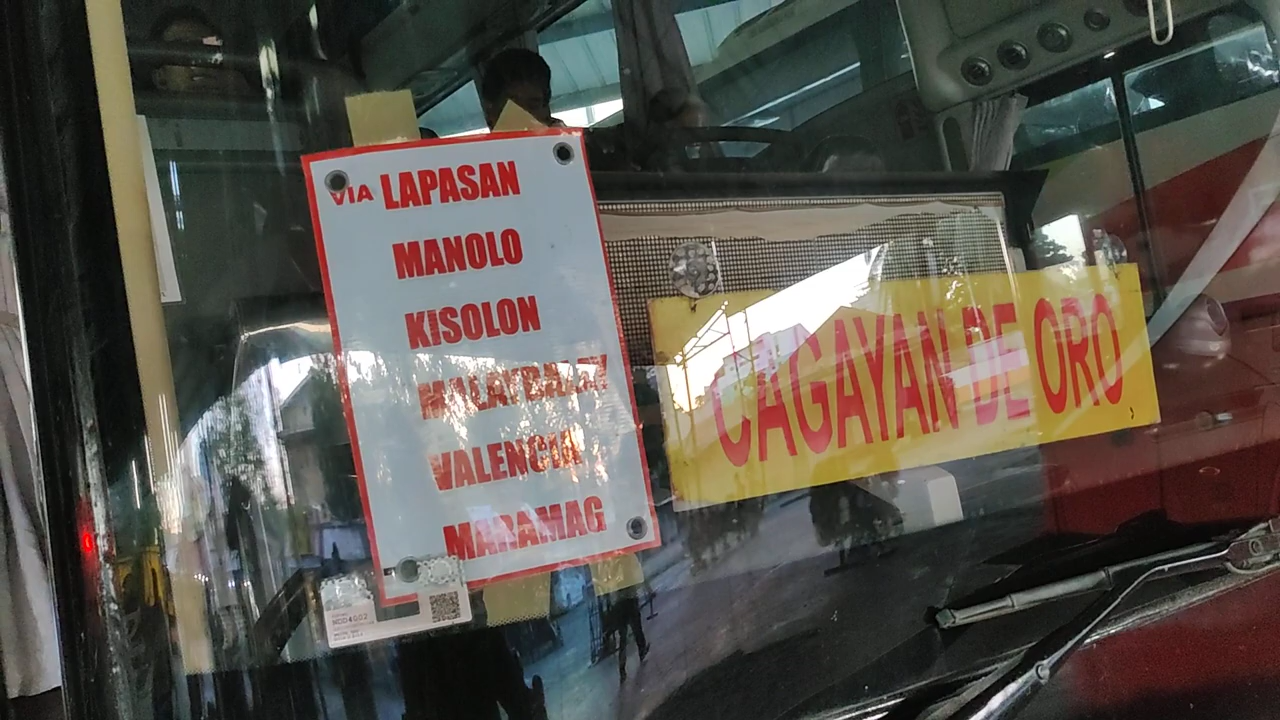 VIA LAPASAN
MANOLO
KISOLON
MALAYBALAY
VALENCIA
MARAMAG
CAGAYAN DE ORO